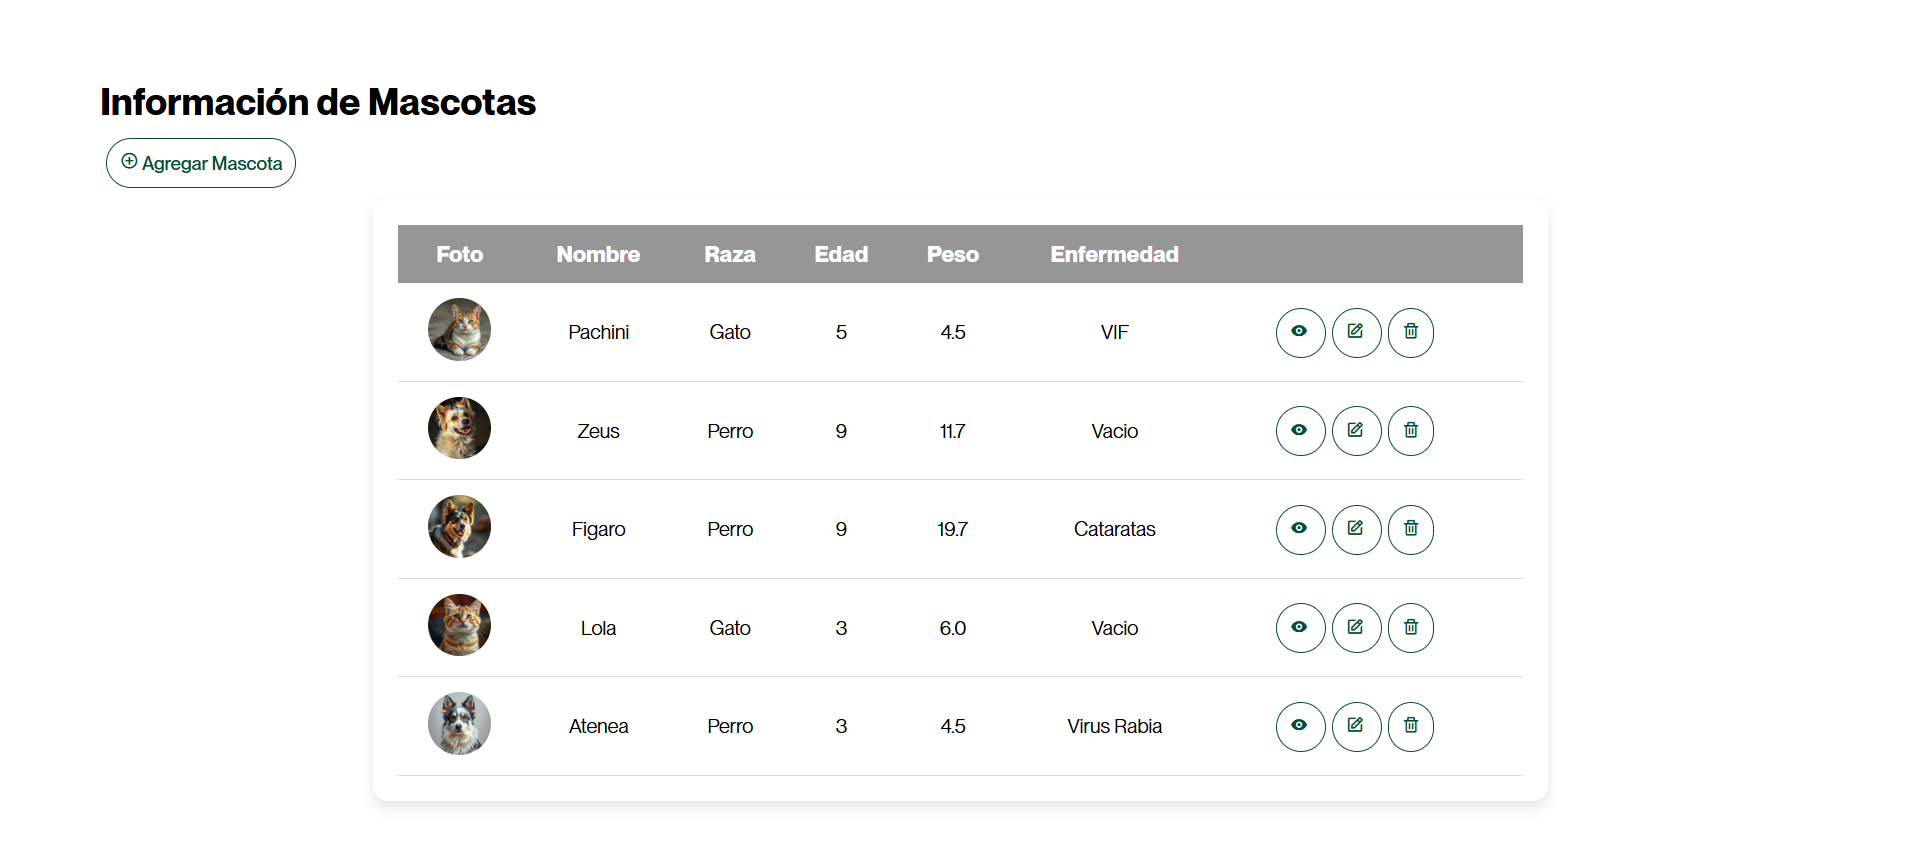 Información de Mascotas
Agregar Mascota
Foto Nombre Raza Edad Peso Enfermedad
Pachini Gato 5 4.5 VIF
Zeus Perro 9 11.7 Vacio
Figaro Perro 9 19.7 Cataratas
Lola Gato 3 6.0 Vacio
Atenea Perro 3 4.5 Virus Rabia